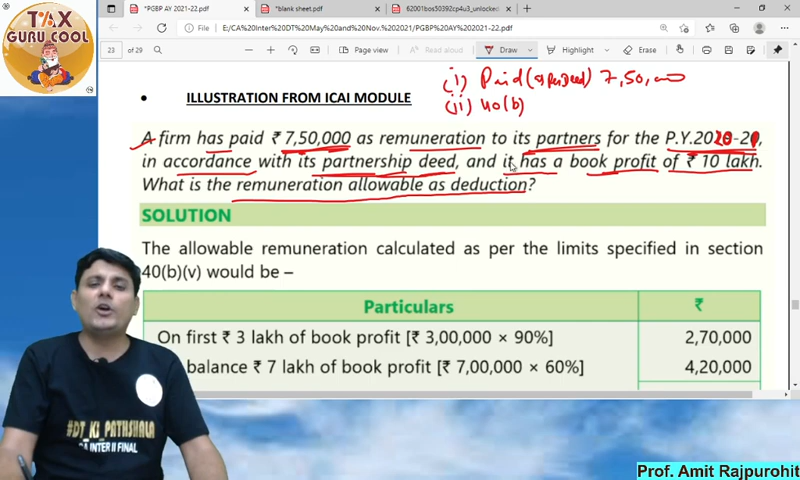 TAX
GURU COOL
*PGBP AY 2021-22.pdf
*blank sheet.pdf
62001bos50392cp4u3_unlocked
File
E:/CA%20Inter%20DT%20May%20and%20Nov.%202021/PGBP%20AY%202021-22.pdf
23 of 29
Page view
Read aloud
Draw
Highlight
Erase
(i) Paid (as per deed) 7,50,000
(ii) 40(b)
• ILLUSTRATION FROM ICAI MODULE
A firm has paid ₹ 7,50,000 as remuneration to its partners for the P.Y.2020-21,
in accordance with its partnership deed, and it has a book profit of ₹ 10 lakh.
What is the remuneration allowable as deduction?
SOLUTION
The allowable remuneration calculated as per the limits specified in section
40(b)(v) would be –
Particulars ₹
On first ₹ 3 lakh of book profit [₹ 3,00,000 × 90%] 2,70,000
balance ₹ 7 lakh of book profit [₹ 7,00,000 × 60%] 4,20,000
#DT KI PATHSHALA
CA INTER II FINAL
Prof. Amit Rajpurohit